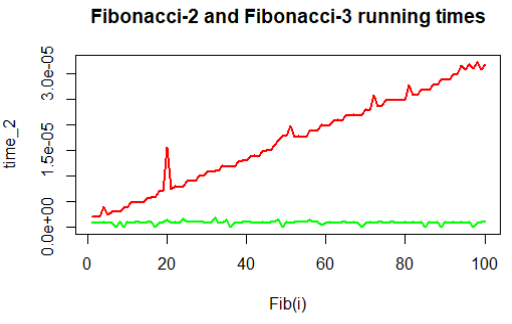 Fibonacci-2 and Fibonacci-3 running times
time_2
3.0e-05
1.5e-05
0.0e+00
0 20 40 60 80 100
Fib(i)